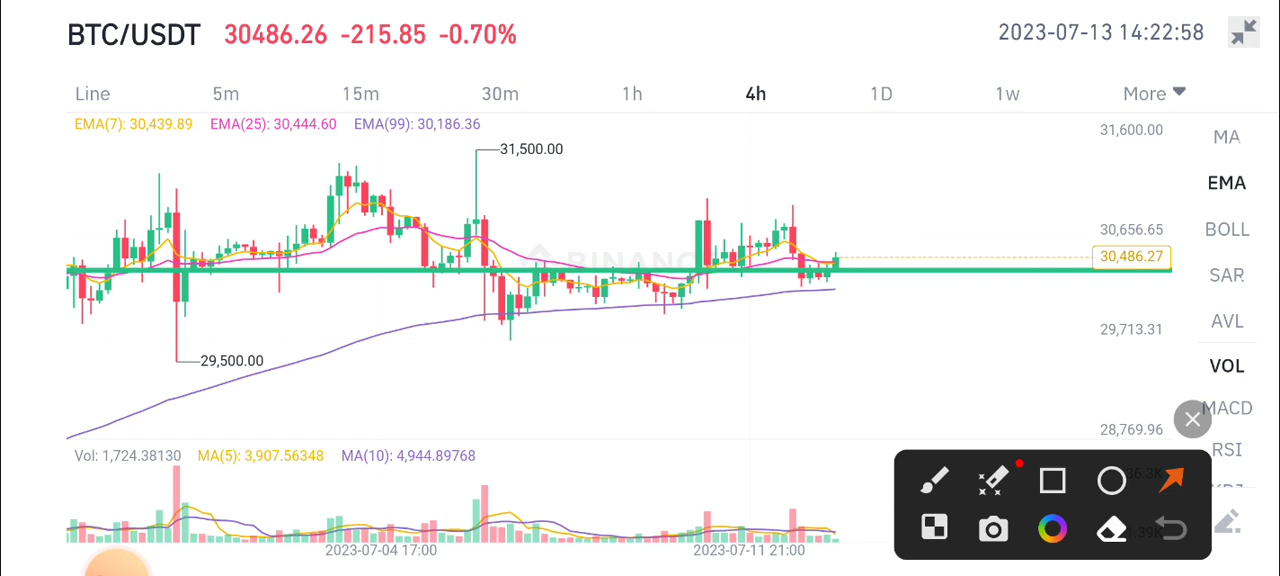 BTC/USDT 30486.26 -215.85 -0.70% 2023-07-13 14:22:58
Line 5m 15m 30m 1h 4h 1D 1w More
EMA(7): 30,439.89 EMA(25): 30,444.60 EMA(99): 30,186.36
31,600.00
MA
31,500.00
EMA
30,656.65
BOLL
BINANC
30,486.27
SAR
AVL
29,713.31
29,500.00
VOL
MACD
28,769.96
RSI
Vol: 1,724.38130 MA(5): 3,907.56348 MA(10): 4,944.89768
2023-07-04 17:00 2023-07-11 21:00